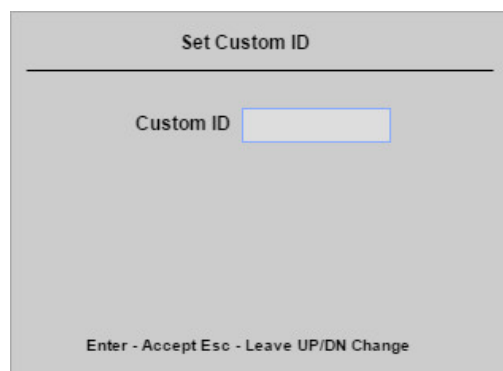 Set Custom ID
Custom ID
Enter - Accept Esc - Leave UP/DN Change